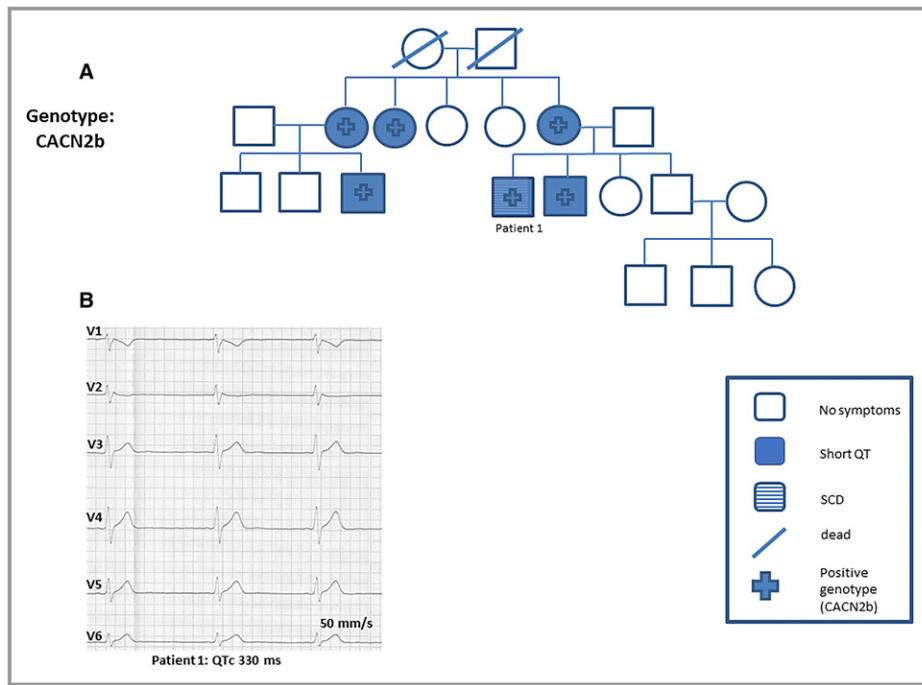 A
Genotype:
CACN2b
Patient 1
B
V1
V2
V3
V4
V5
V6
50 mm/s
Patient 1: QTc 330 ms
No symptoms
Short QT
SCD
dead
Positive
genotype
(CACN2b)